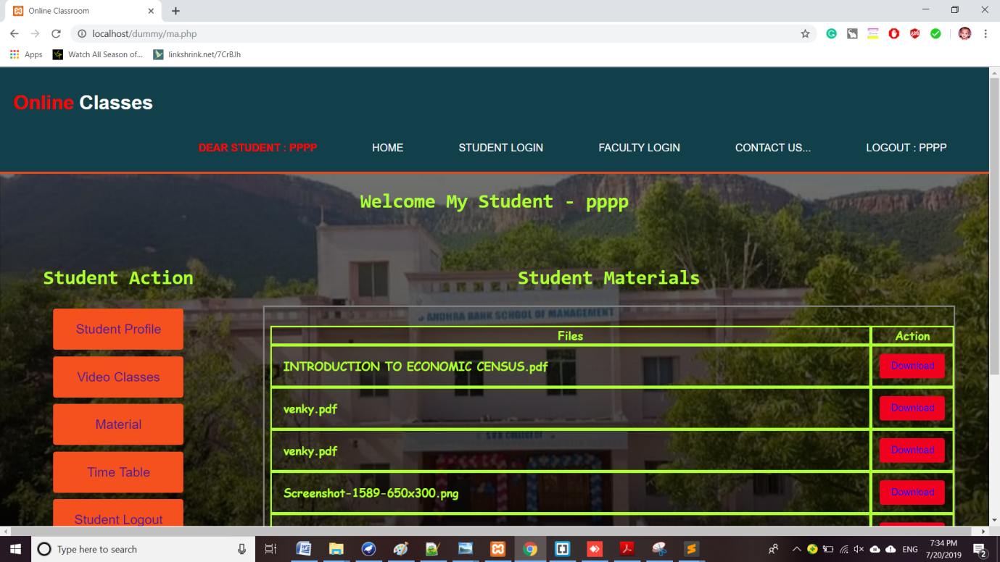 Online Classroom
localhost/dummy/ma.php
Apps
Watch All Season of...
linkshrink.net/7CrBJh
Online Classes
DEAR STUDENT : PPPP
HOME
STUDENT LOGIN
FACULTY LOGIN
CONTACT US...
LOGOUT : PPPP
Welcome My Student - pppp
Student Action
Student Materials
ANDHRA BANK SCHOOL OF MANAGEMENT
Student Profile
Video Classes
Material
Time Table
Student Logout
Files
Action
INTRODUCTION TO ECONOMIC CENSUS.pdf
Download
venky.pdf
Download
venky.pdf
Download
Screenshot-1589-650x300.png
Download
Type here to search
ENG
7:34 PM
7/20/2019
2